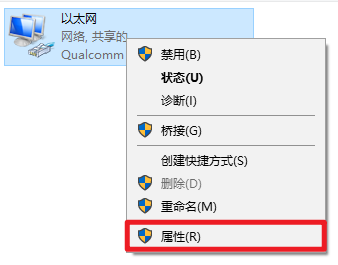 以太网
网络, 共享的
Qualcomm
禁用(B)
状态(U)
诊断(I)
桥接(G)
创建快捷方式(S)
删除(D)
重命名(M)
属性(R)